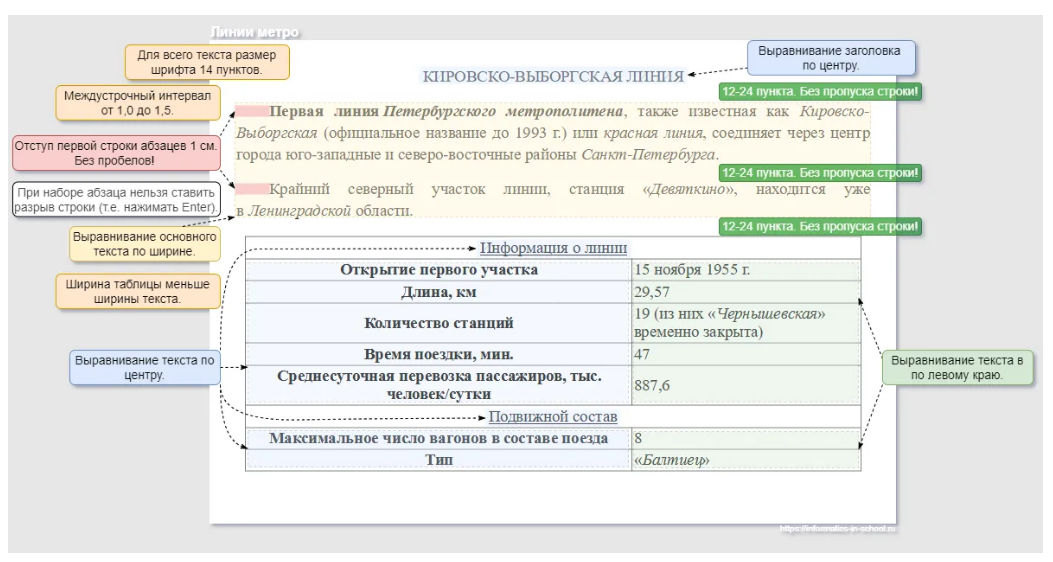 Линии метро
Для всего текста размер
шрифта 14 пунктов.
Выравнивание заголовка
по центру.
КИРОВСКО-ВЫБОРГСКАЯ ЛИНИЯ
Междустрочный интервал
от 1,0 до 1,5.
12-24 пункта. Без пропуска строки!
Первая линия Петербургского метрополитена, также известная как Кировско-
Выборгская (официальное название до 1993 г.) или красная линия, соединяет через центр
города юго-западные и северо-восточные районы Санкт-Петербурга.
Отступ первой строки абзацев 1 см.
Без пробелов!
12-24 пункта. Без пропуска строки!
При наборе абзаца нельзя ставить
разрыв строки (т.е. нажимать Enter).
Крайний северный участок линии, станция «Девяткино», находится уже
в Ленинградской области.
12-24 пункта. Без пропуска строки!
Выравнивание основного
текста по ширине.
Информация о линии
Открытие первого участка 15 ноября 1955 г.
Ширина таблицы меньше
ширины текста.
Длина, км 29,57
Количество станций 19 (из них «Чернышевская»
временно закрыта)
Время поездки, мин. 47
Выравнивание текста по
центру.
Выравнивание текста в
по левому краю.
Среднесуточная перевозка пассажиров, тыс.
человек/сутки 887,6
Подвижной состав
Максимальное число вагонов в составе поезда 8
Тип «Балтиец»
https://informatics-in-school.ru